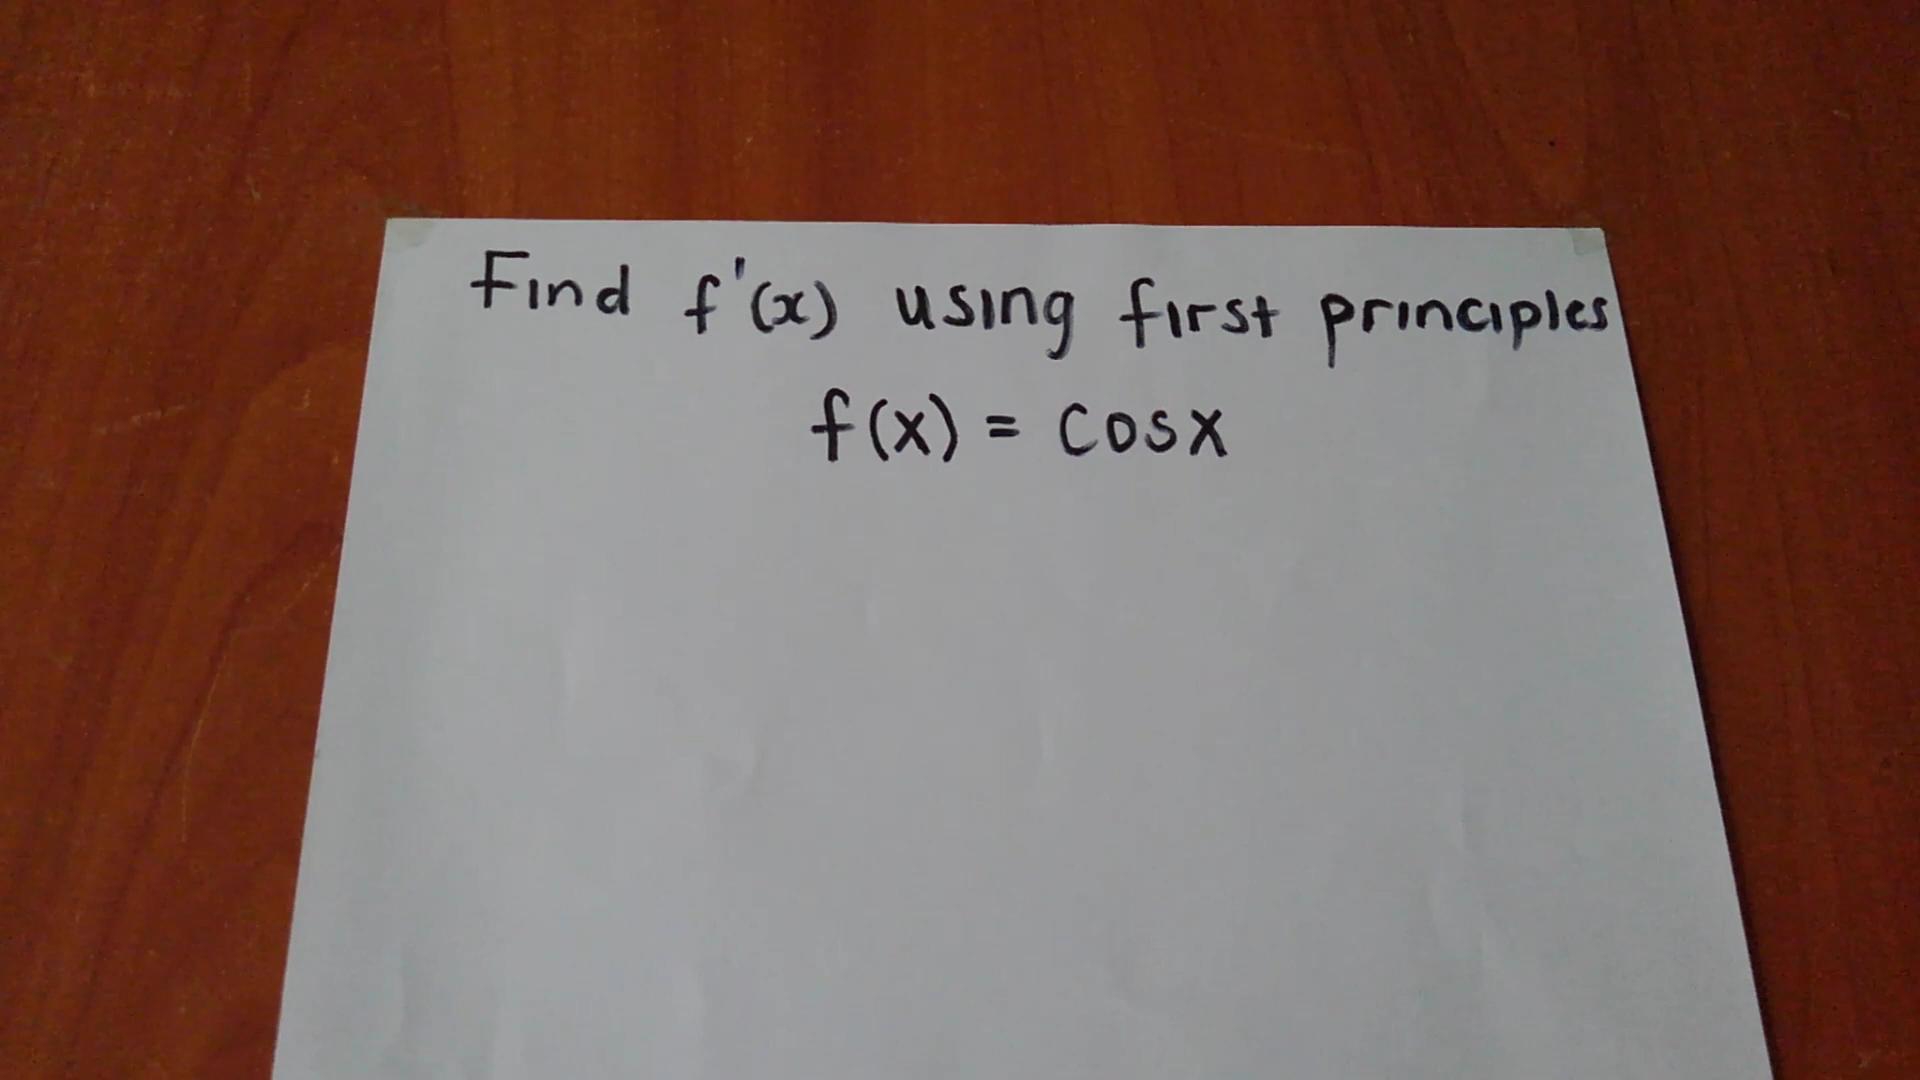 Find f'(x) using first principles
f(x) = cosx